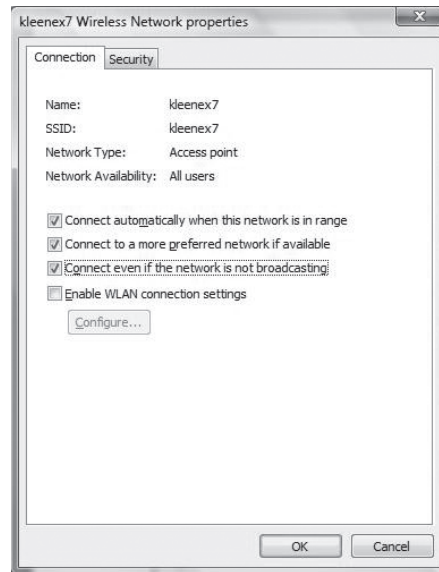 kleenex7 Wireless Network properties
Connection Security
Name: kleenex7
SSID: kleenex7
Network Type: Access point
Network Availability: All users
Connect automatically when this network is in range
Connect to a more preferred network if available
Connect even if the network is not broadcasting
Enable WLAN connection settings
Configure...
OK Cancel